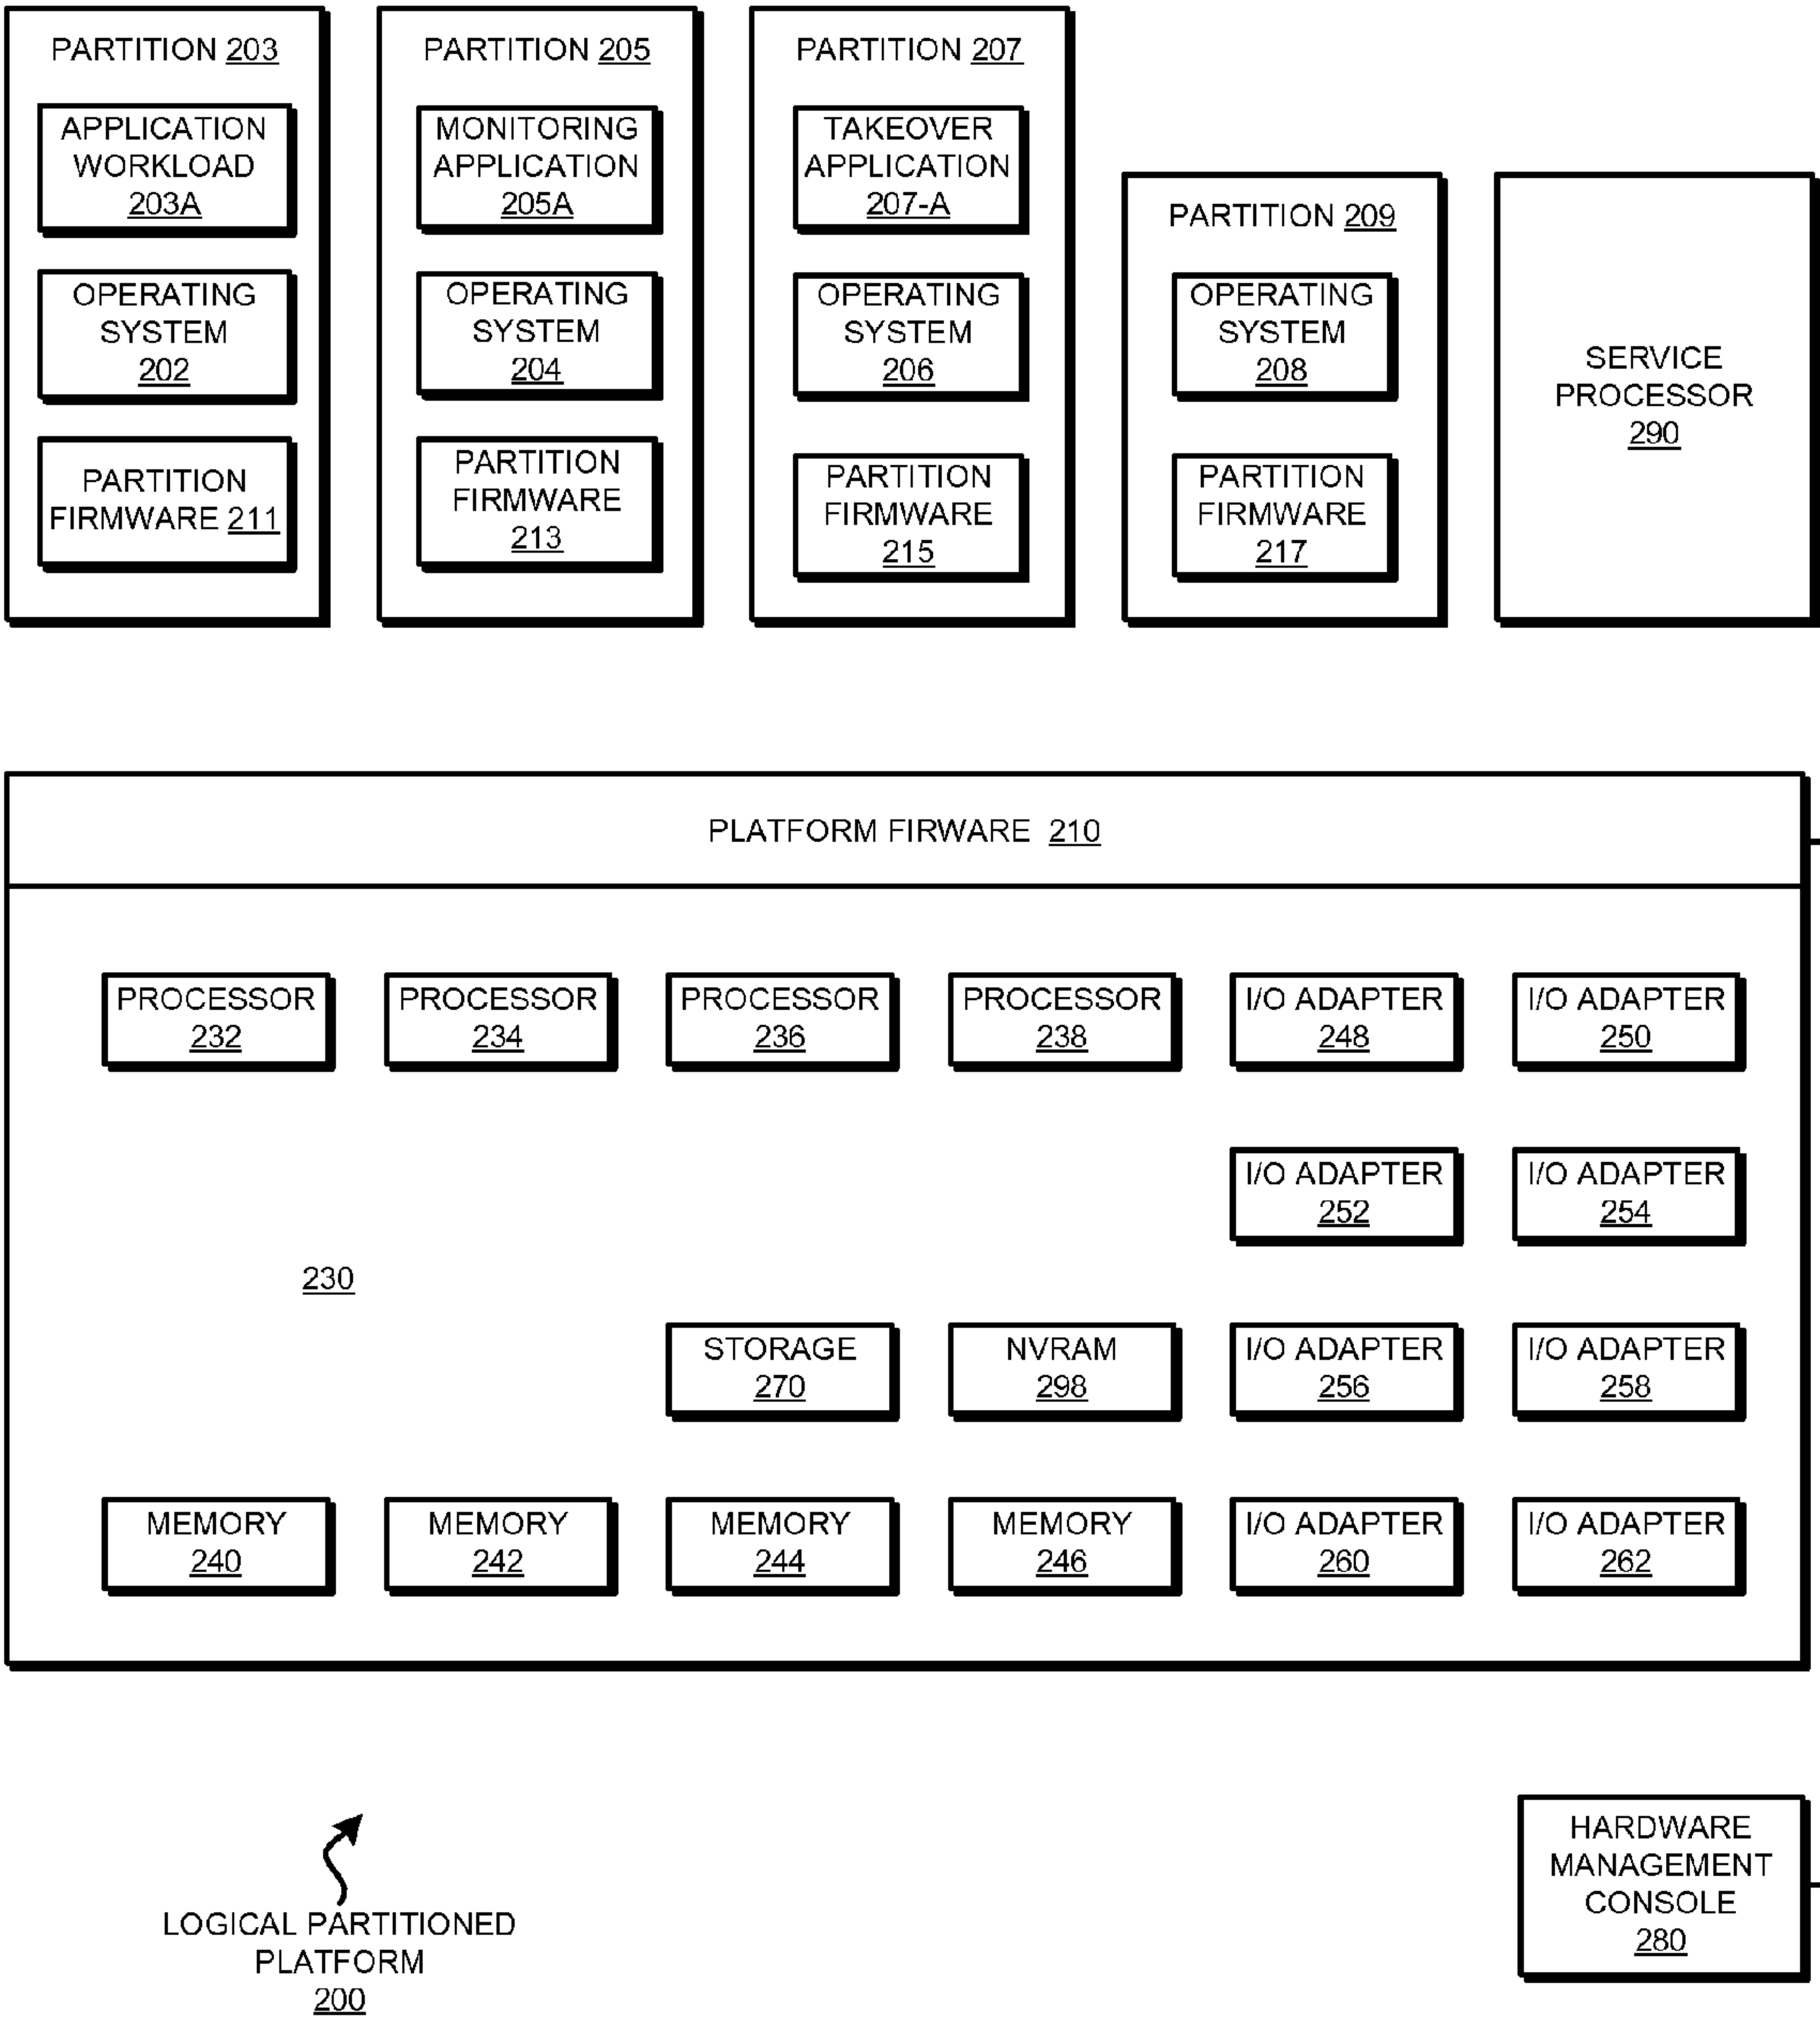 PARTITION 203
APPLICATION
WORKLOAD
203A
OPERATING
SYSTEM
202
PARTITION
FIRMWARE 211
PARTITION 205
MONITORING
APPLICATION
205A
OPERATING
SYSTEM
204
PARTITION
FIRMWARE
213
PARTITION 207
TAKEOVER
APPLICATION
207-A
OPERATING
SYSTEM
206
PARTITION
FIRMWARE
215
PARTITION 209
OPERATING
SYSTEM
208
PARTITION
FIRMWARE
217
SERVICE
PROCESSOR
290
PLATFORM FIRWARE 210
PROCESSOR
232
PROCESSOR
234
PROCESSOR
236
PROCESSOR
238
I/O ADAPTER
248
I/O ADAPTER
250
I/O ADAPTER
252
I/O ADAPTER
254
230
STORAGE
270
NVRAM
298
I/O ADAPTER
256
I/O ADAPTER
258
MEMORY
240
MEMORY
242
MEMORY
244
MEMORY
246
I/O ADAPTER
260
I/O ADAPTER
262
LOGICAL PARTITIONED
PLATFORM
200
HARDWARE
MANAGEMENT
CONSOLE
280